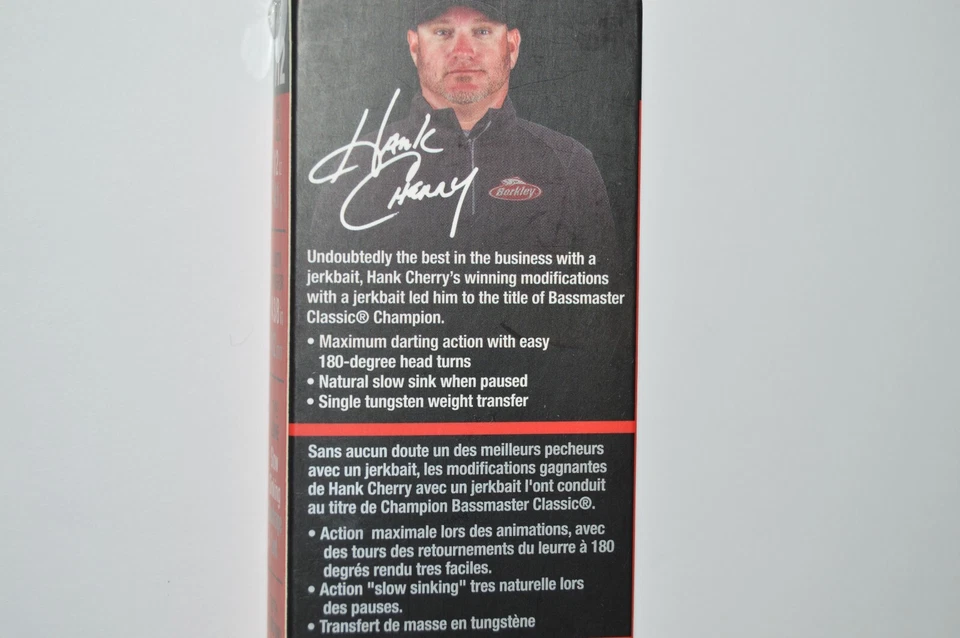 Hank
Cherry
Berkley
Undoubtedly the best in the business with a
jerkbait, Hank Cherry's winning modifications
with a jerkbait led him to the title of Bassmaster
Classic® Champion.
• Maximum darting action with easy
180-degree head turns
• Natural slow sink when paused
• Single tungsten weight transfer
Sans aucun doute un des meilleurs pecheurs
avec un jerkbait, les modifications gagnantes
de Hank Cherry avec un jerkbait l'ont conduit
au titre de Champion Bassmaster Classic®.
• Action maximale lors des animations, avec
des tours des retournements du leurre à 180
degrés rendu tres faciles.
• Action "slow sinking" tres naturelle lors
des pauses.
• Transfert de masse en tungstène